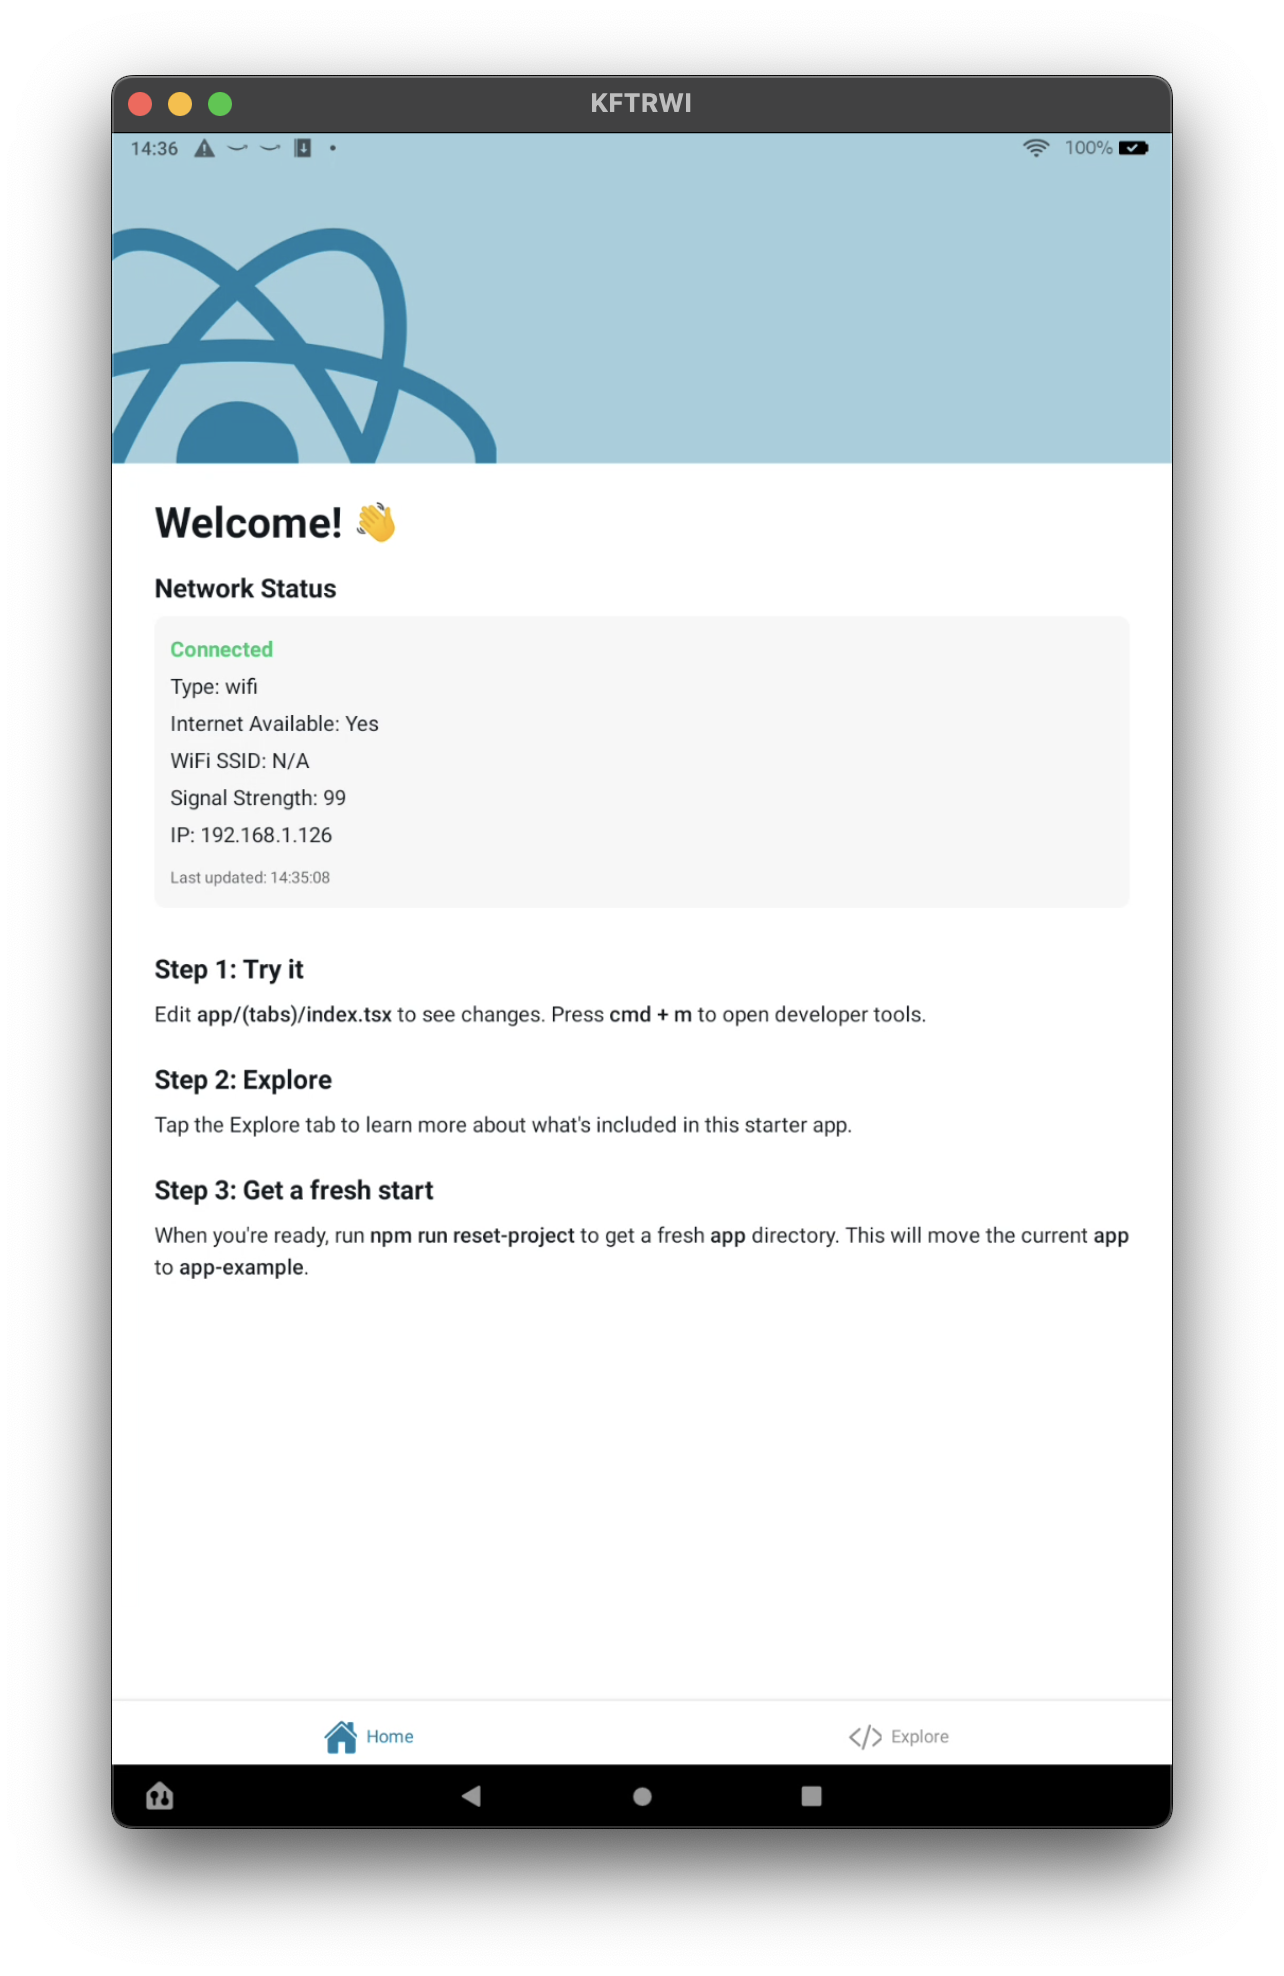 KFTRWI
14:36
100%
Welcome! 👋
Network Status
Connected
Type: wifi
Internet Available: Yes
WiFi SSID: N/A
Signal Strength: 99
IP: 192.168.1.126
Last updated: 14:35:08
Step 1: Try it
Edit app/(tabs)/index.tsx to see changes. Press cmd + m to open developer tools.
Step 2: Explore
Tap the Explore tab to learn more about what's included in this starter app.
Step 3: Get a fresh start
When you're ready, run npm run reset-project to get a fresh app directory. This will move the current app
to app-example.
Home
Explore